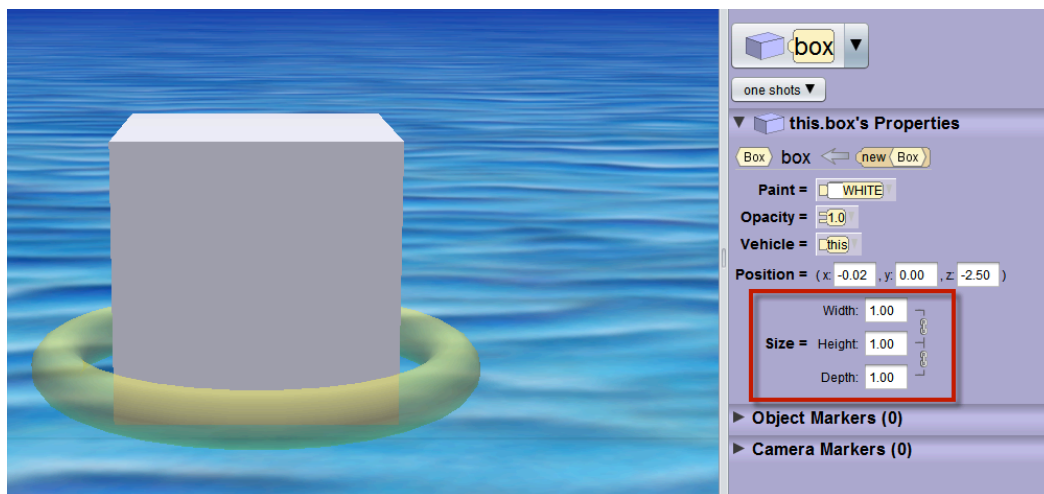 box
one shots
this.box's Properties
Box box new Box
Paint = WHITE
Opacity = 1.0
Vehicle = this
Position = ( x: -0.02 , y: 0.00 , z: -2.50 )
Width: 1.00
Size = Height: 1.00
Depth: 1.00
Object Markers (0)
Camera Markers (0)